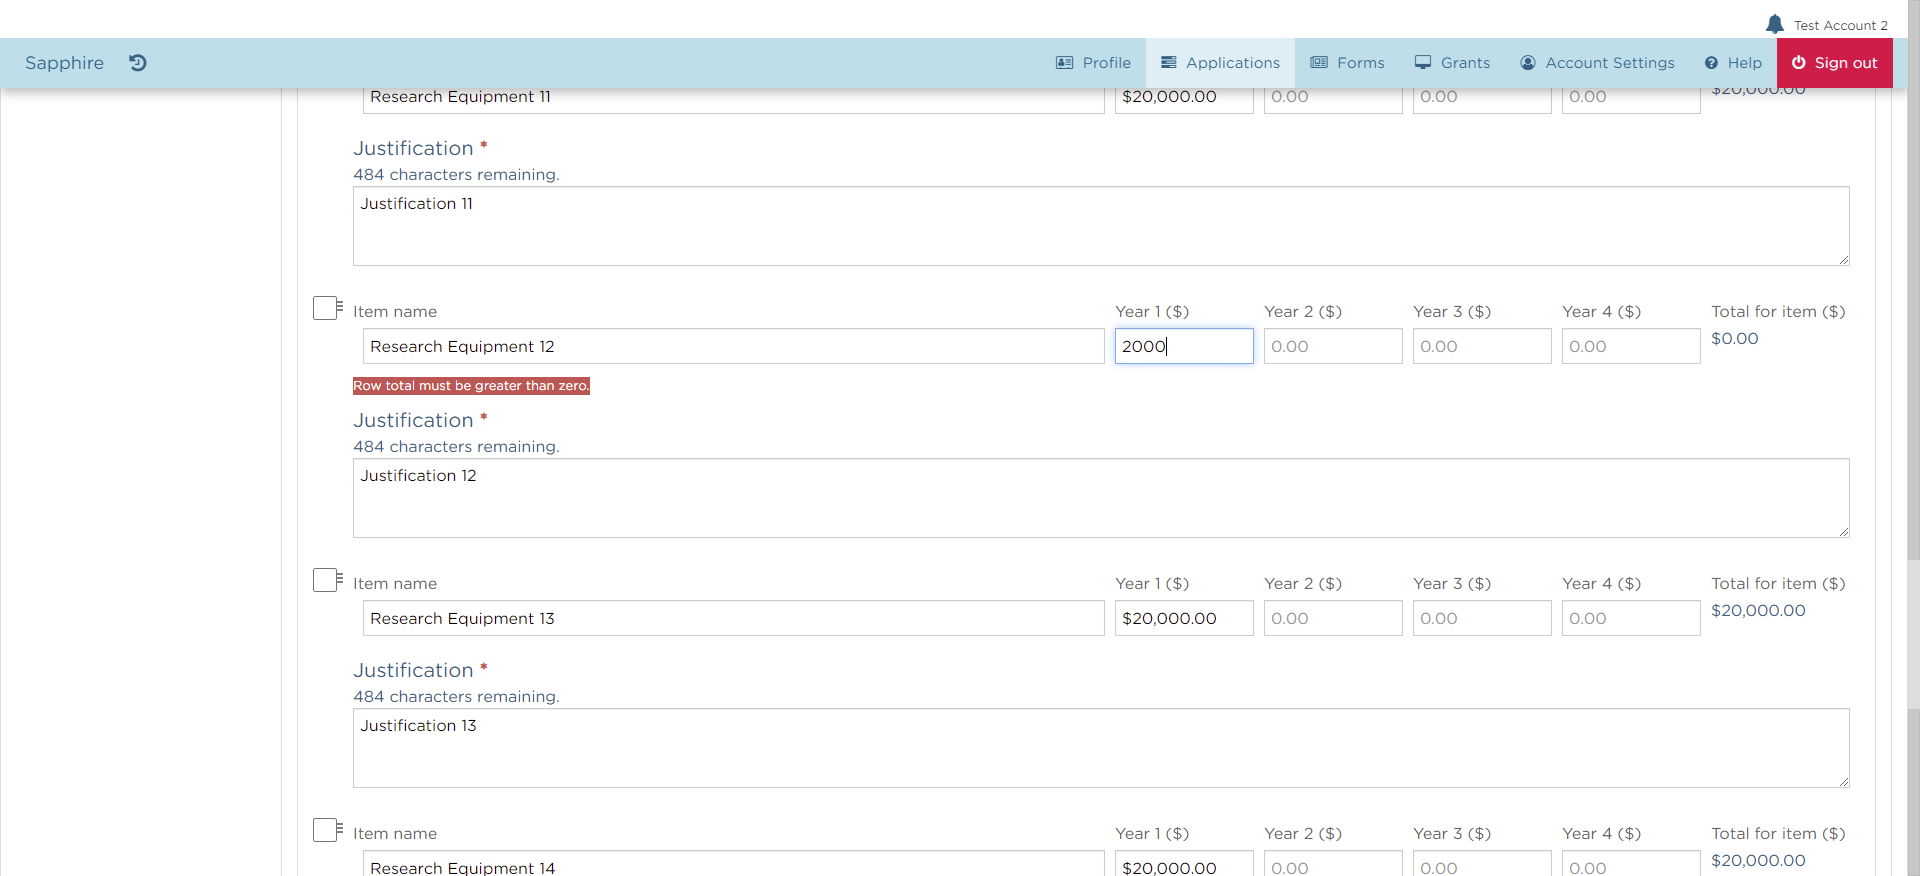 Test Account 2
Sapphire Profile Applications Forms Grants Account Settings Help Sign out
Research Equipment 11 $20,000.00 0.00 0.00 0.00 $20,000.00
Justification *
484 characters remaining.
Justification 11
Item name Year 1 ($) Year 2 ($) Year 3 ($) Year 4 ($) Total for item ($)
Research Equipment 12 2000 0.00 0.00 0.00 $0.00
Row total must be greater than zero.
Justification *
484 characters remaining.
Justification 12
Item name Year 1 ($) Year 2 ($) Year 3 ($) Year 4 ($) Total for item ($)
Research Equipment 13 $20,000.00 0.00 0.00 0.00 $20,000.00
Justification *
484 characters remaining.
Justification 13
Item name Year 1 ($) Year 2 ($) Year 3 ($) Year 4 ($) Total for item ($)
Research Equipment 14 $20,000.00 0.00 0.00 0.00 $20,000.00